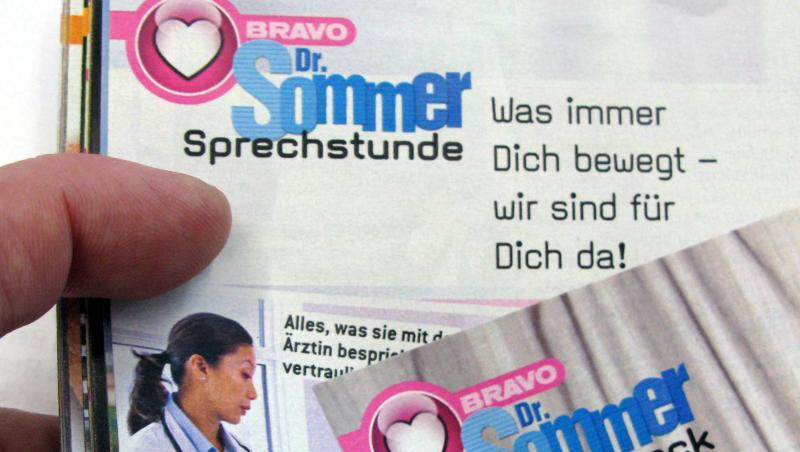 BRAVO
Dr.
Sommer
Sprechstunde
Was immer
Dich bewegt –
wir sind für
Dich da!
Alles, was sie mit
Ärztin
BRAVO
Dr.
Sommer